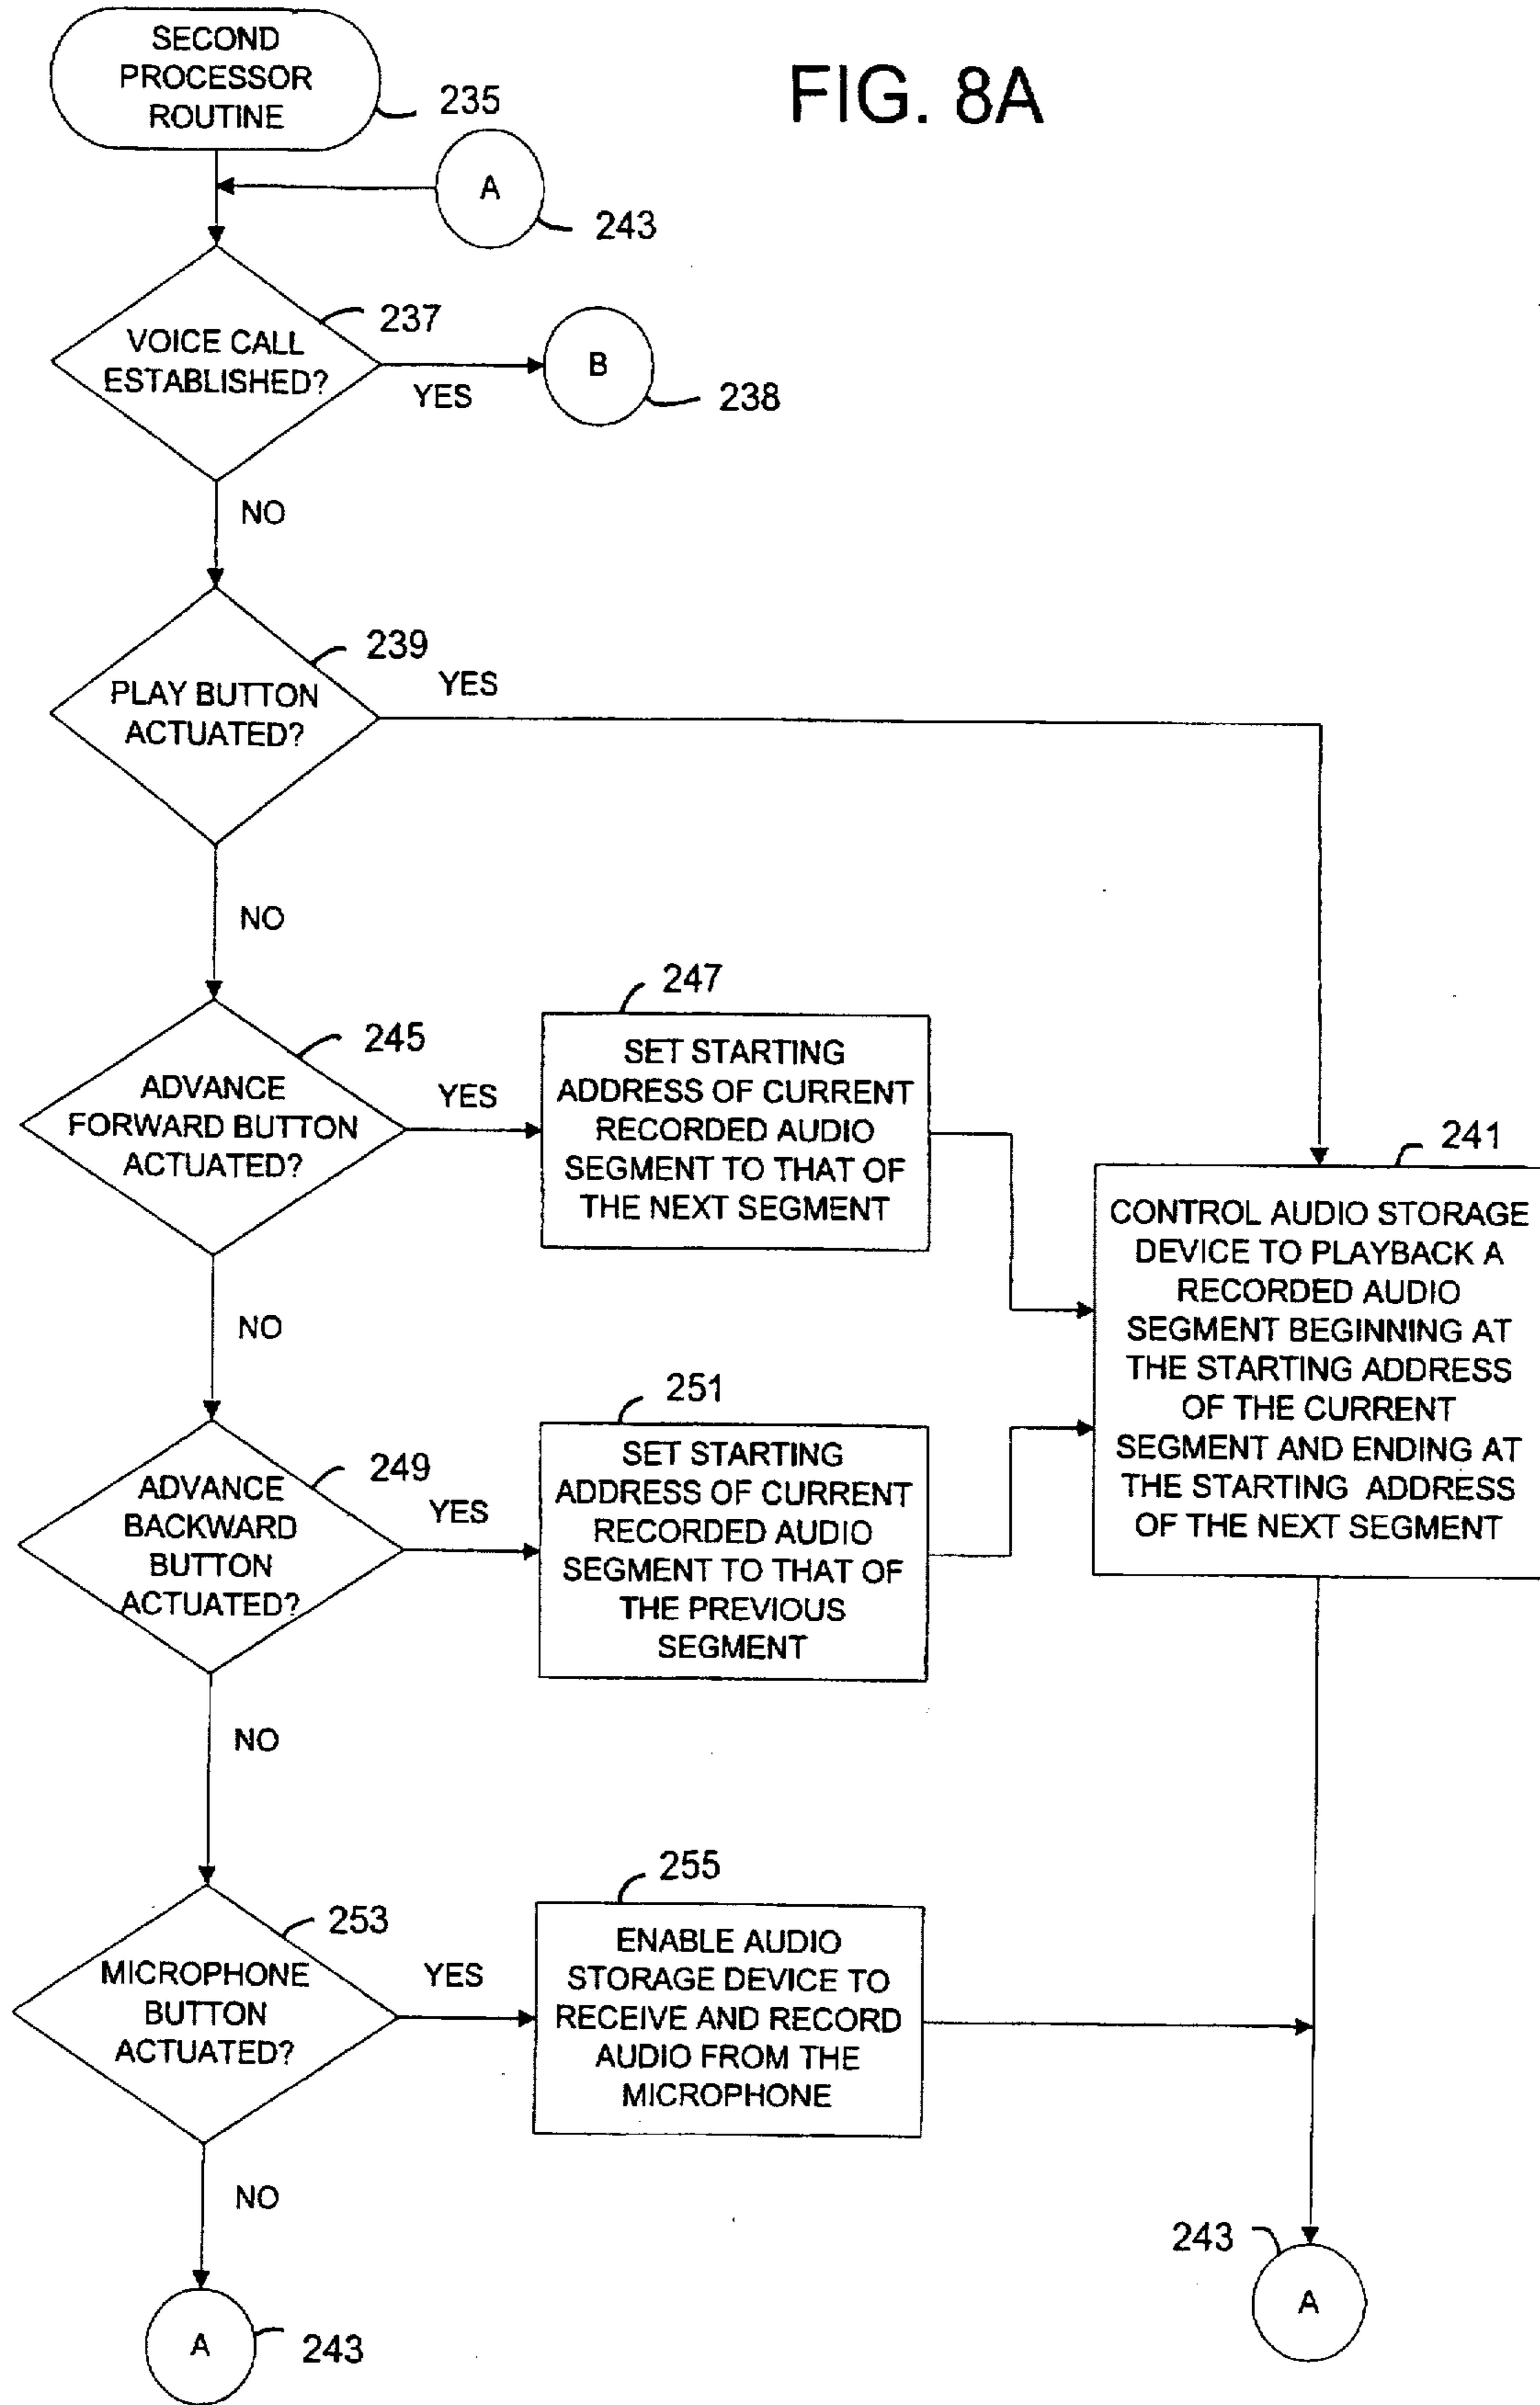 SECOND
PROCESSOR
ROUTINE
235
FIG. 8A
A
243
VOICE CALL
ESTABLISHED?
237
YES
B
238
NO
PLAY BUTTON
ACTUATED?
239
YES
NO
ADVANCE
FORWARD BUTTON
ACTUATED?
245
YES
247
SET STARTING
ADDRESS OF CURRENT
RECORDED AUDIO
SEGMENT TO THAT OF
THE NEXT SEGMENT
241
CONTROL AUDIO STORAGE
DEVICE TO PLAYBACK A
RECORDED AUDIO
SEGMENT BEGINNING AT
THE STARTING ADDRESS
OF THE CURRENT
SEGMENT AND ENDING AT
THE STARTING ADDRESS
OF THE NEXT SEGMENT
NO
ADVANCE
BACKWARD
BUTTON
ACTUATED?
249
YES
251
SET STARTING
ADDRESS OF CURRENT
RECORDED AUDIO
SEGMENT TO THAT OF
THE PREVIOUS
SEGMENT
NO
MICROPHONE
BUTTON
ACTUATED?
253
YES
255
ENABLE AUDIO
STORAGE DEVICE TO
RECEIVE AND RECORD
AUDIO FROM THE
MICROPHONE
NO
A
243
243
A